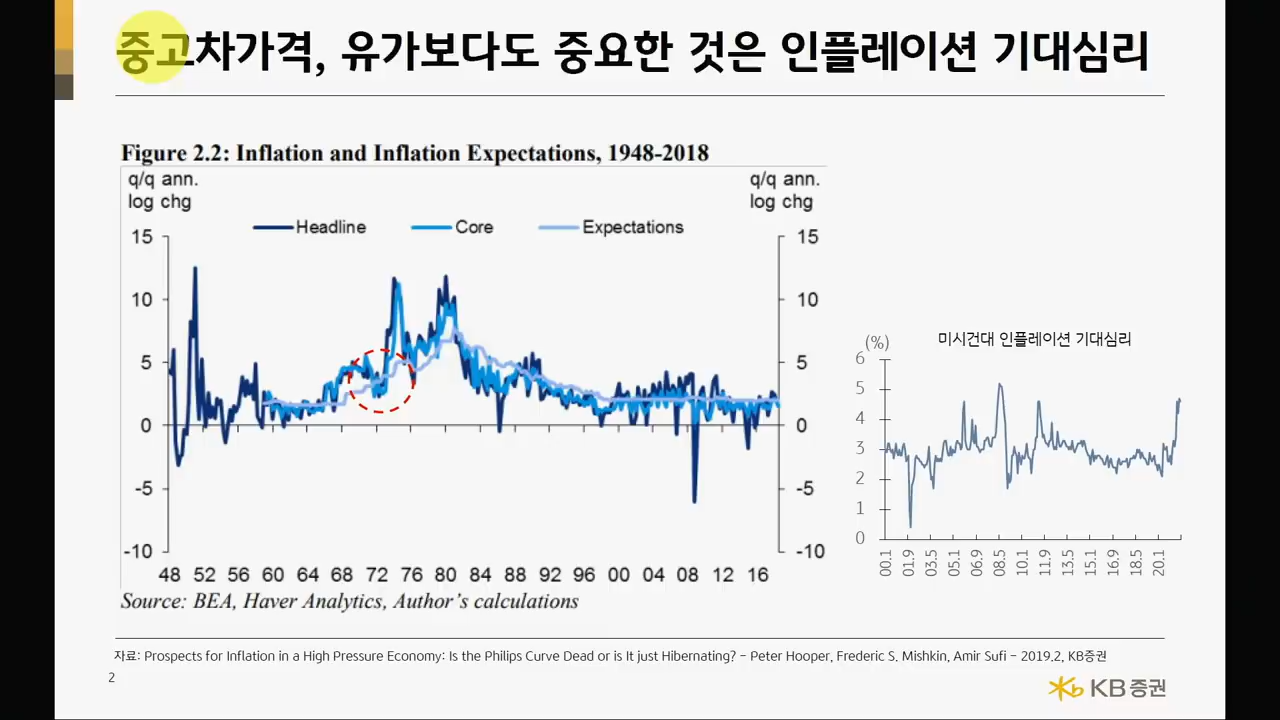 중고차가격, 유가보다도 중요한 것은 인플레이션 기대심리
Figure 2.2: Inflation and Inflation Expectations, 1948-2018
q/q ann. q/q ann.
log chg log chg
Headline Core Expectations
15 15
10 10
5 5
0 0
-5 -5
-10 -10
48 52 56 60 64 68 72 76 80 84 88 92 96 00 04 08 12 16
Source: BEA, Haver Analytics, Author's calculations
(%) 미시건대 인플레이션 기대심리
6
5
4
3
2
1
0
00.1 01.9 03.5 05.1 06.9 08.5 10.1 11.9 13.5 15.1 16.9 18.5 20.1
자료: Prospects for Inflation in a High Pressure Economy: Is the Philips Curve Dead or is It just Hibernating? – Peter Hooper, Frederic S. Mishkin, Amir Sufi – 2019.2, KB증권
2
KB증권